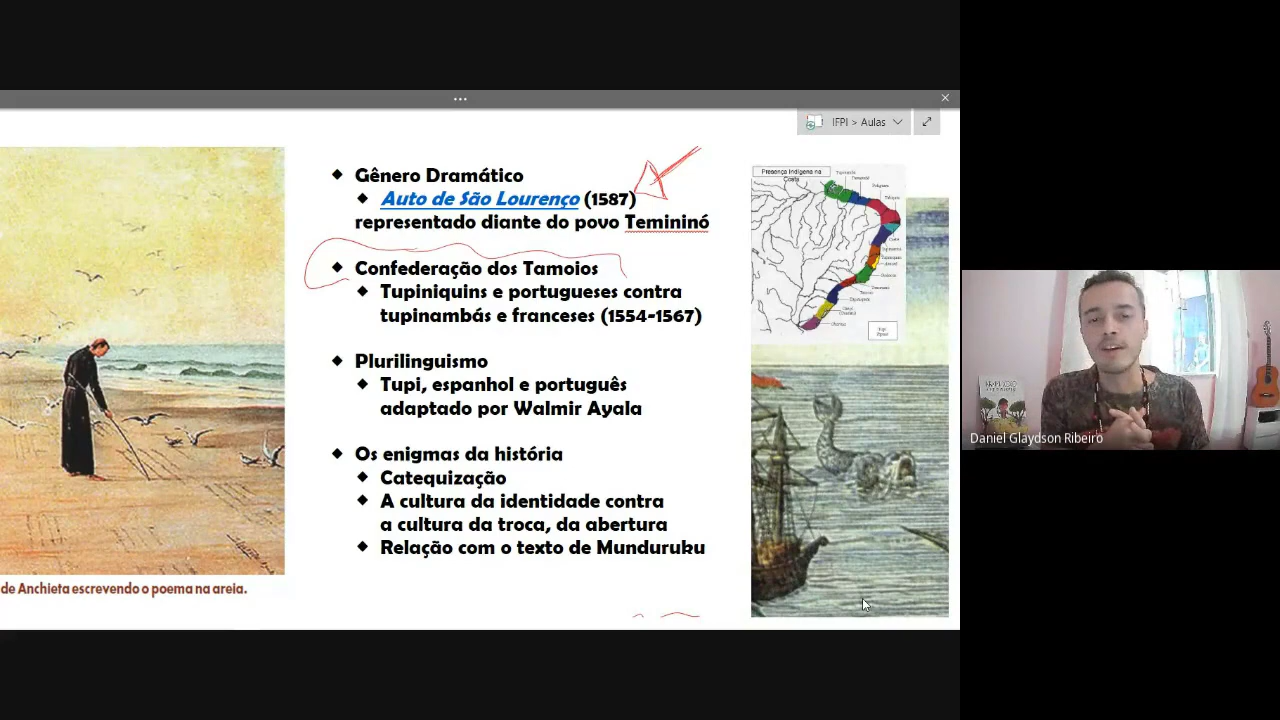 IFPI > Aulas
Gênero Dramático
Auto de São Lourenço (1587)
representado diante do povo Temininó
Confederação dos Tamoios
Tupiniquins e portugueses contra
tupinambás e franceses (1554-1567)
Plurilinguismo
Tupi, espanhol e português
adaptado por Walmir Ayala
Os enigmas da história
Catequização
A cultura da identidade contra
a cultura da troca, da abertura
Relação com o texto de Munduruku
de Anchieta escrevendo o poema na areia.
Presença Indígena na
Costa
Daniel Glaydson Ribeiro